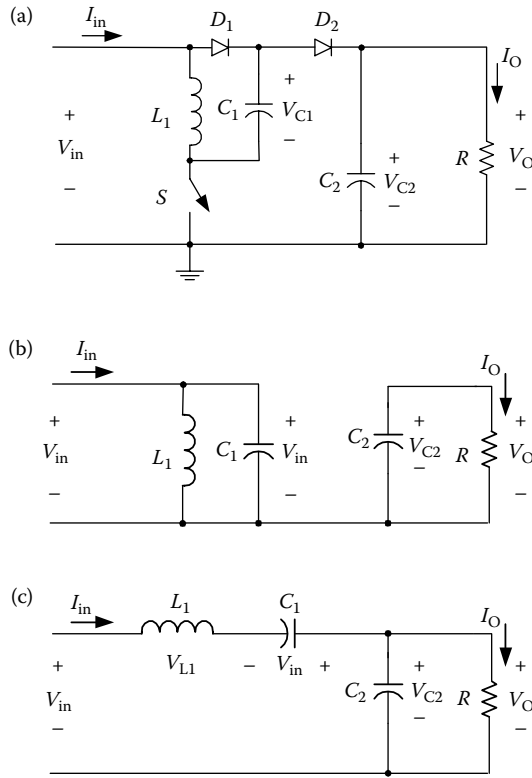 (a)
I_in
D_1
D_2
I_O
+
V_in
−
L_1
C_1
+
V_C1
−
S
C_2
+
V_C2
−
R
+
V_O
−
(b)
I_in
I_O
+
V_in
−
L_1
C_1
+
V_in
−
C_2
+
V_C2
−
R
+
V_O
−
(c)
I_in
L_1
C_1
I_O
+
V_in
−
V_L1
− V_in +
C_2
+
V_C2
−
R
+
V_O
−